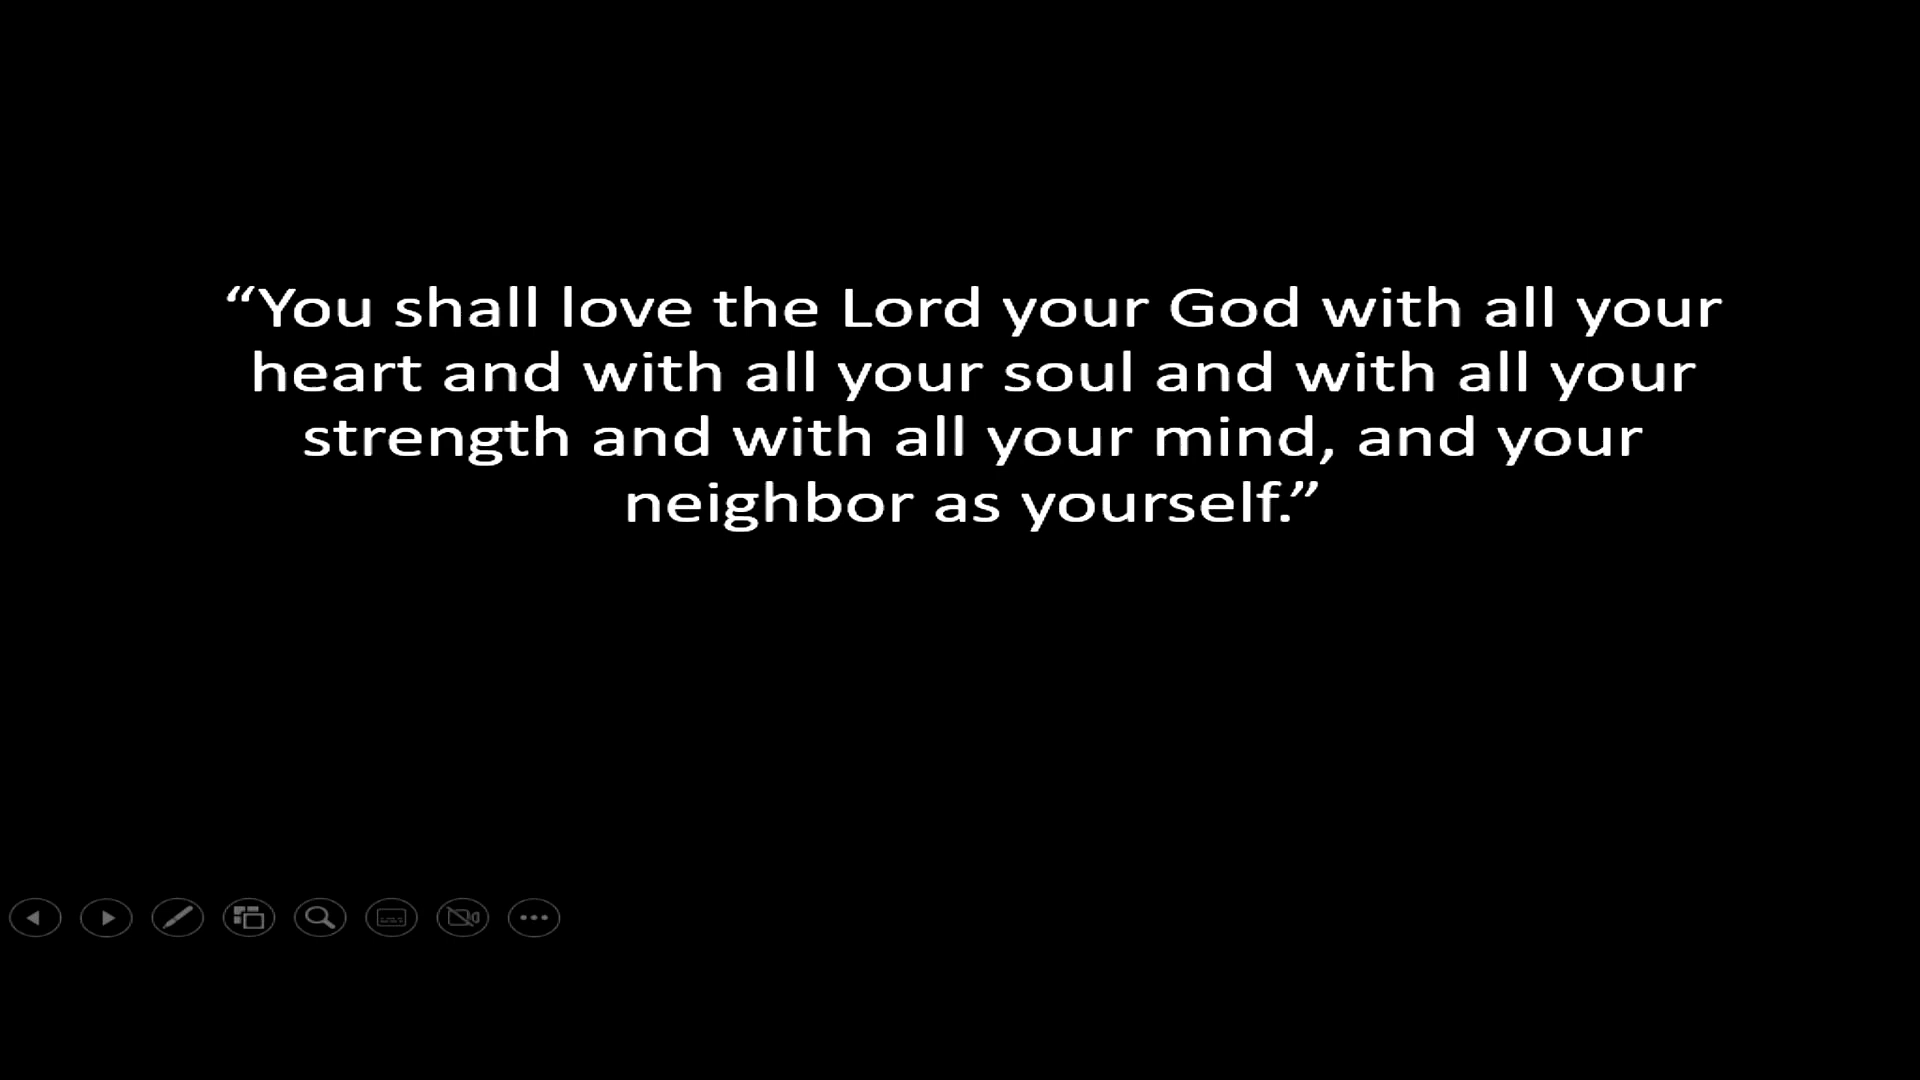 “You shall love the Lord your God with all your
heart and with all your soul and with all your
strength and with all your mind, and your
neighbor as yourself.”